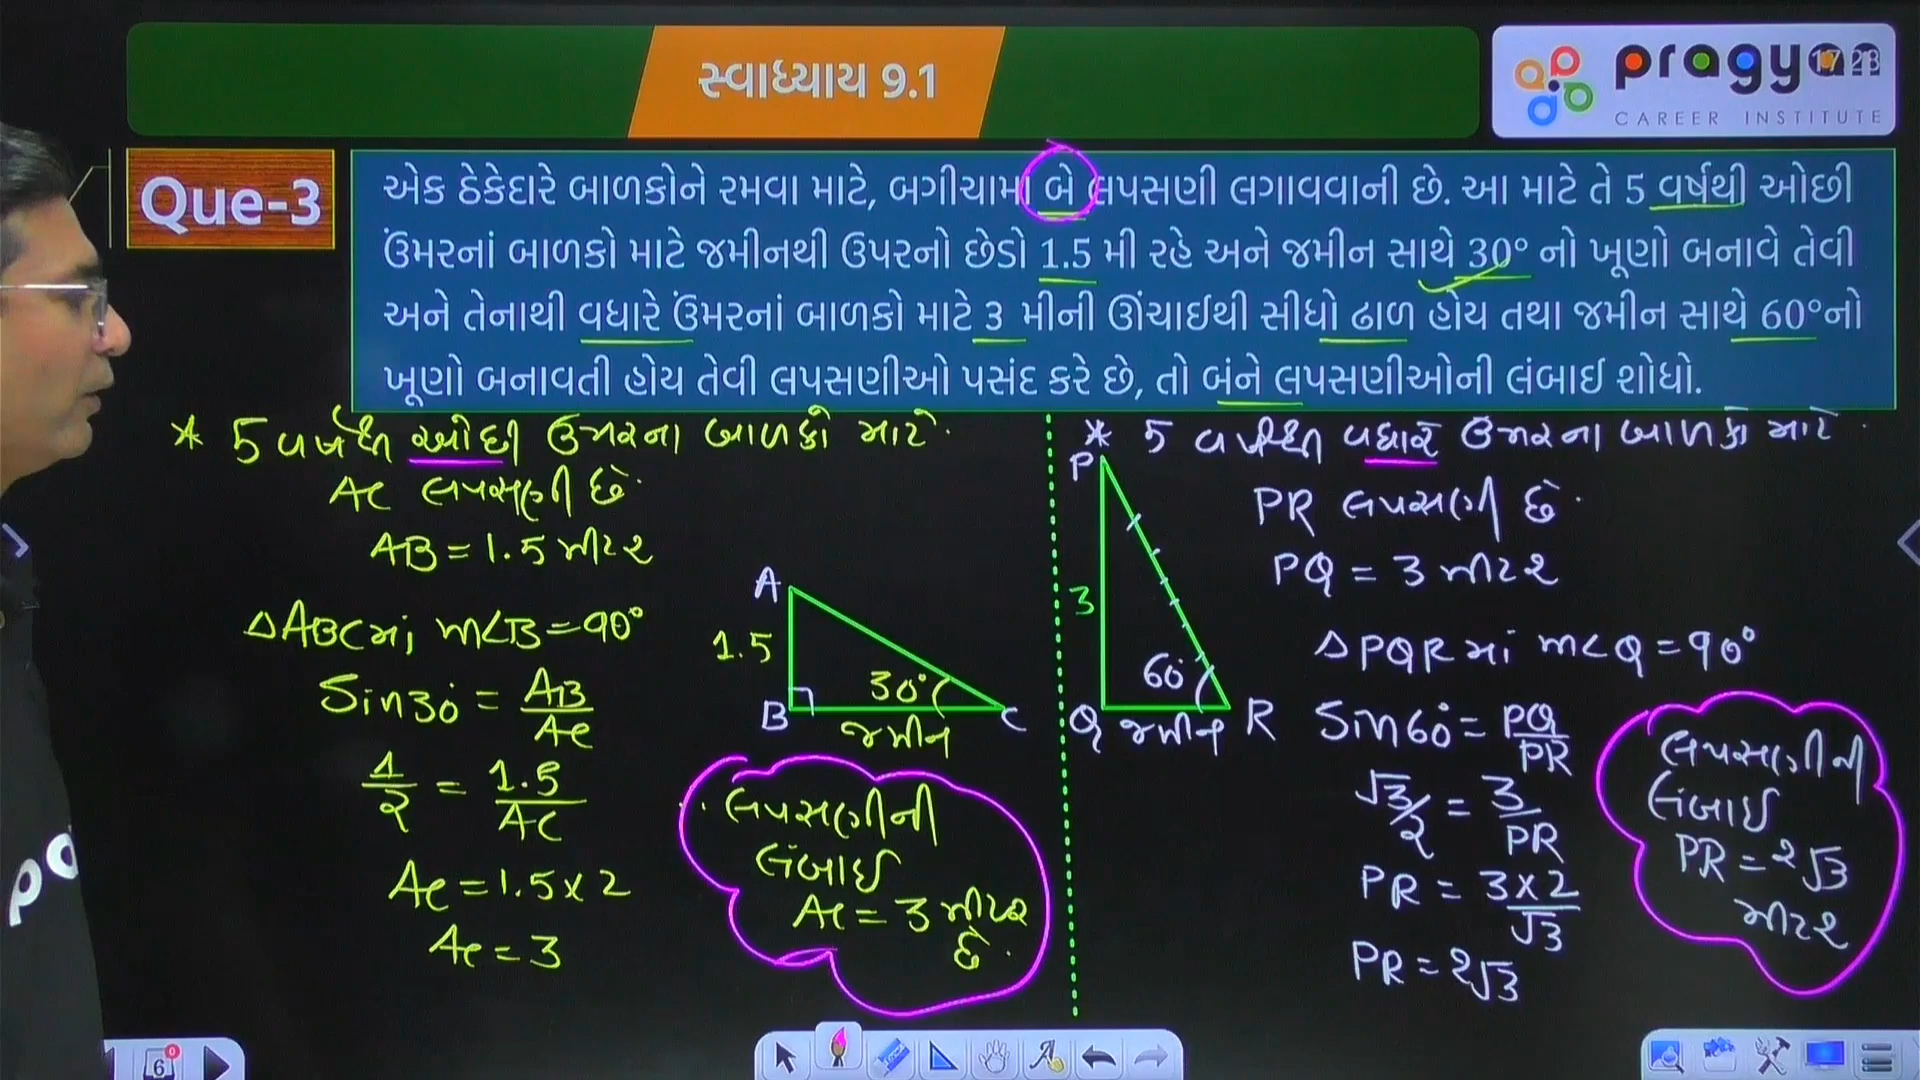 સ્વાધ્યાય 9.1
pragyan
CAREER INSTITUTE
Que-3
એક ઠેકેદારે બાળકોને રમવા માટે, બગીચામાં બે લપસણી લગાવવાની છે. આ માટે તે 5 વર્ષથી ઓછી
ઉંમરનાં બાળકો માટે જમીનથી ઉપરનો છેડો 1.5 મી રહે અને જમીન સાથે 30° નો ખૂણો બનાવે તેવી
અને તેનાથી વધારે ઉંમરનાં બાળકો માટે 3 મીની ઊંચાઈથી સીધો ઢાળ હોય તથા જમીન સાથે 60°નો
ખૂણો બનાવતી હોય તેવી લપસણીઓ પસંદ કરે છે, તો બંને લપસણીઓની લંબાઈ શોધો.
* 5 વર્ષથી ઓછી ઉંમરના બાળકો માટે.
AC લપસણી છે.
AB = 1.5 મીટર
△ABCમાં, m∠B = 90°
Sin30° = AB/AC
1/2 = 1.5/AC
AC = 1.5 × 2
AC = 3
A
1.5
30°
B
C
જમીન
લપસણીની
લંબાઈ
AC = 3 મીટર
છે.
* 5 વર્ષથી વધારે ઉંમરના બાળકો માટે.
PR લપસણી છે.
PQ = 3 મીટર
P
3
60°
Q જમીન R
△PQRમાં m∠Q = 90°
Sin60° = PQ/PR
√3/2 = 3/PR
PR = 3 × 2/√3
PR = 2√3
લપસણીની
લંબાઈ
PR = 2√3
મીટર
6
0